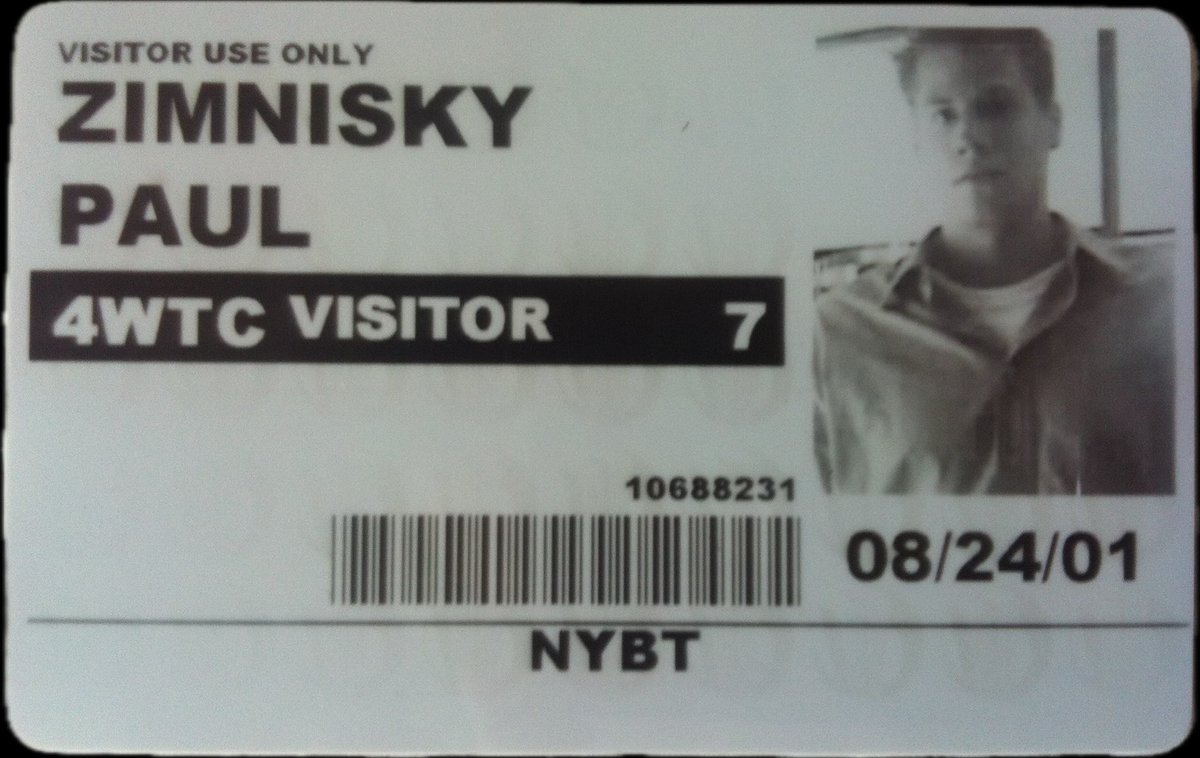 VISITOR USE ONLY
ZIMNISKY
PAUL
4WTC VISITOR 7
10688231
08/24/01
NYBT